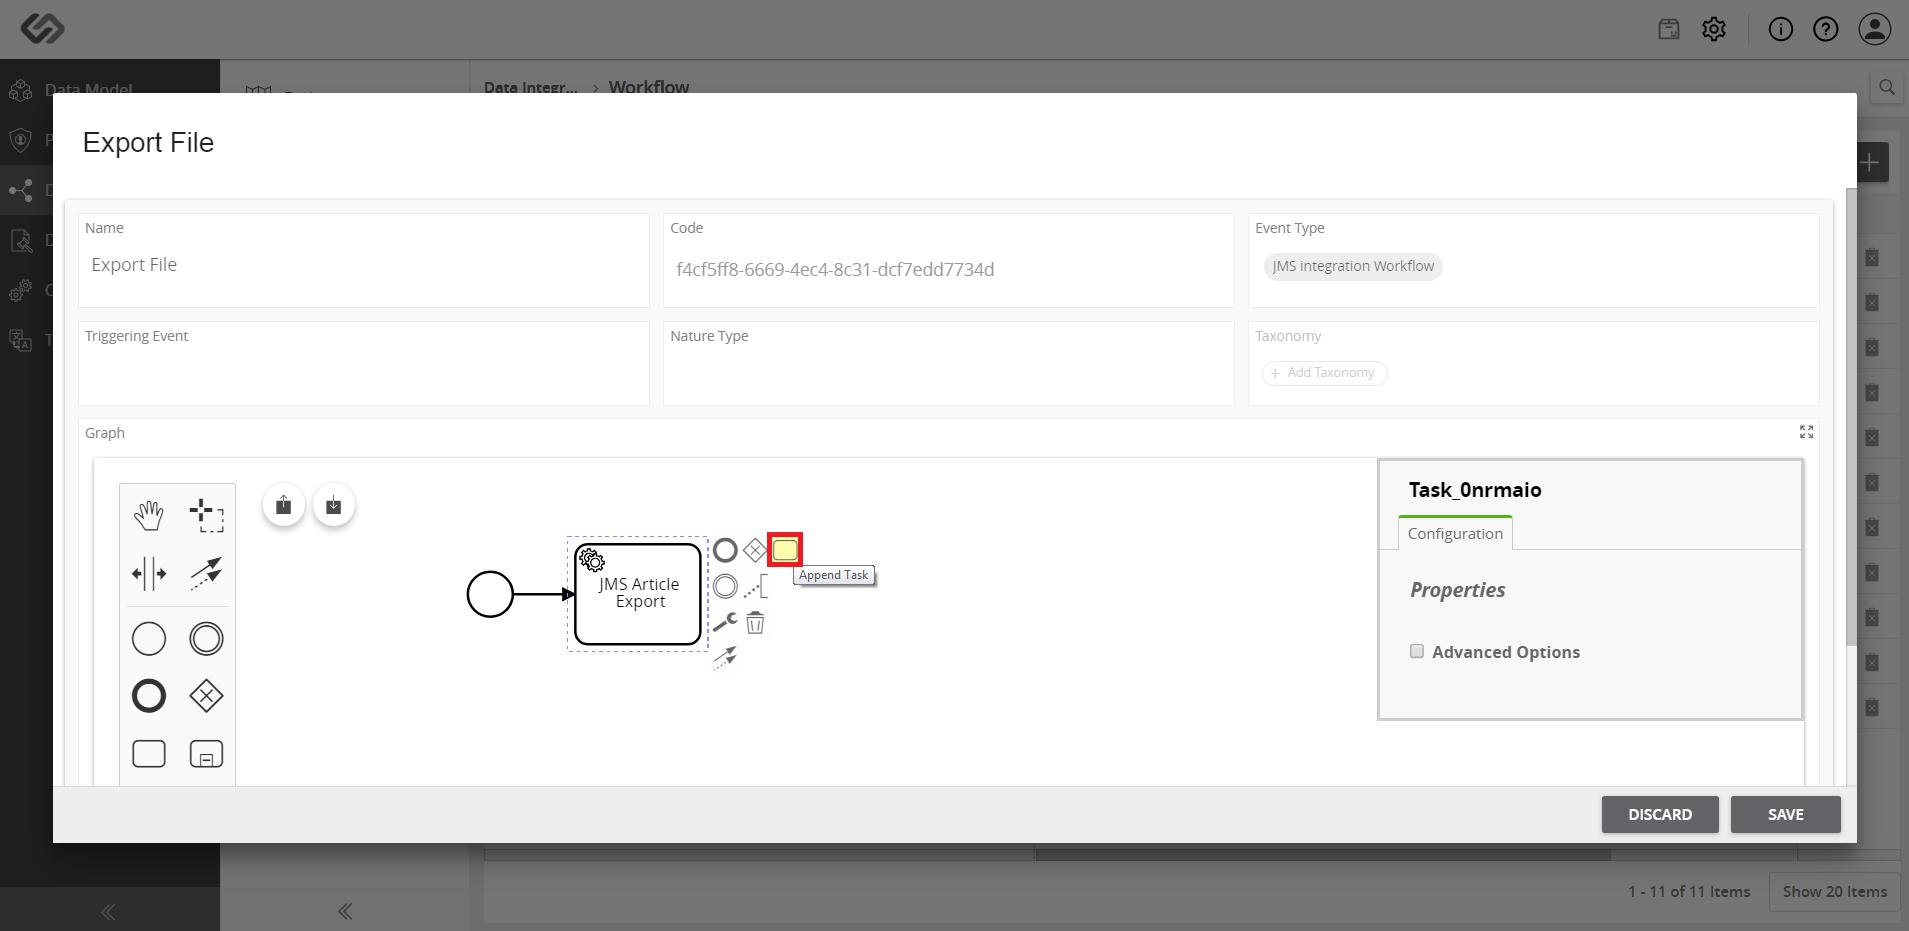 Data Model
Data Integr... > Workflow
Export File
Name
Export File
Code
f4cf5ff8-6669-4ec4-8c31-dcf7edd7734d
Event Type
JMS integration Workflow
Triggering Event
Nature Type
Taxonomy
+ Add Taxonomy
Graph
JMS Article
Export
Append Task
Task_0nrmaio
Configuration
Properties
Advanced Options
DISCARD
SAVE
1 - 11 of 11 Items
Show 20 Items